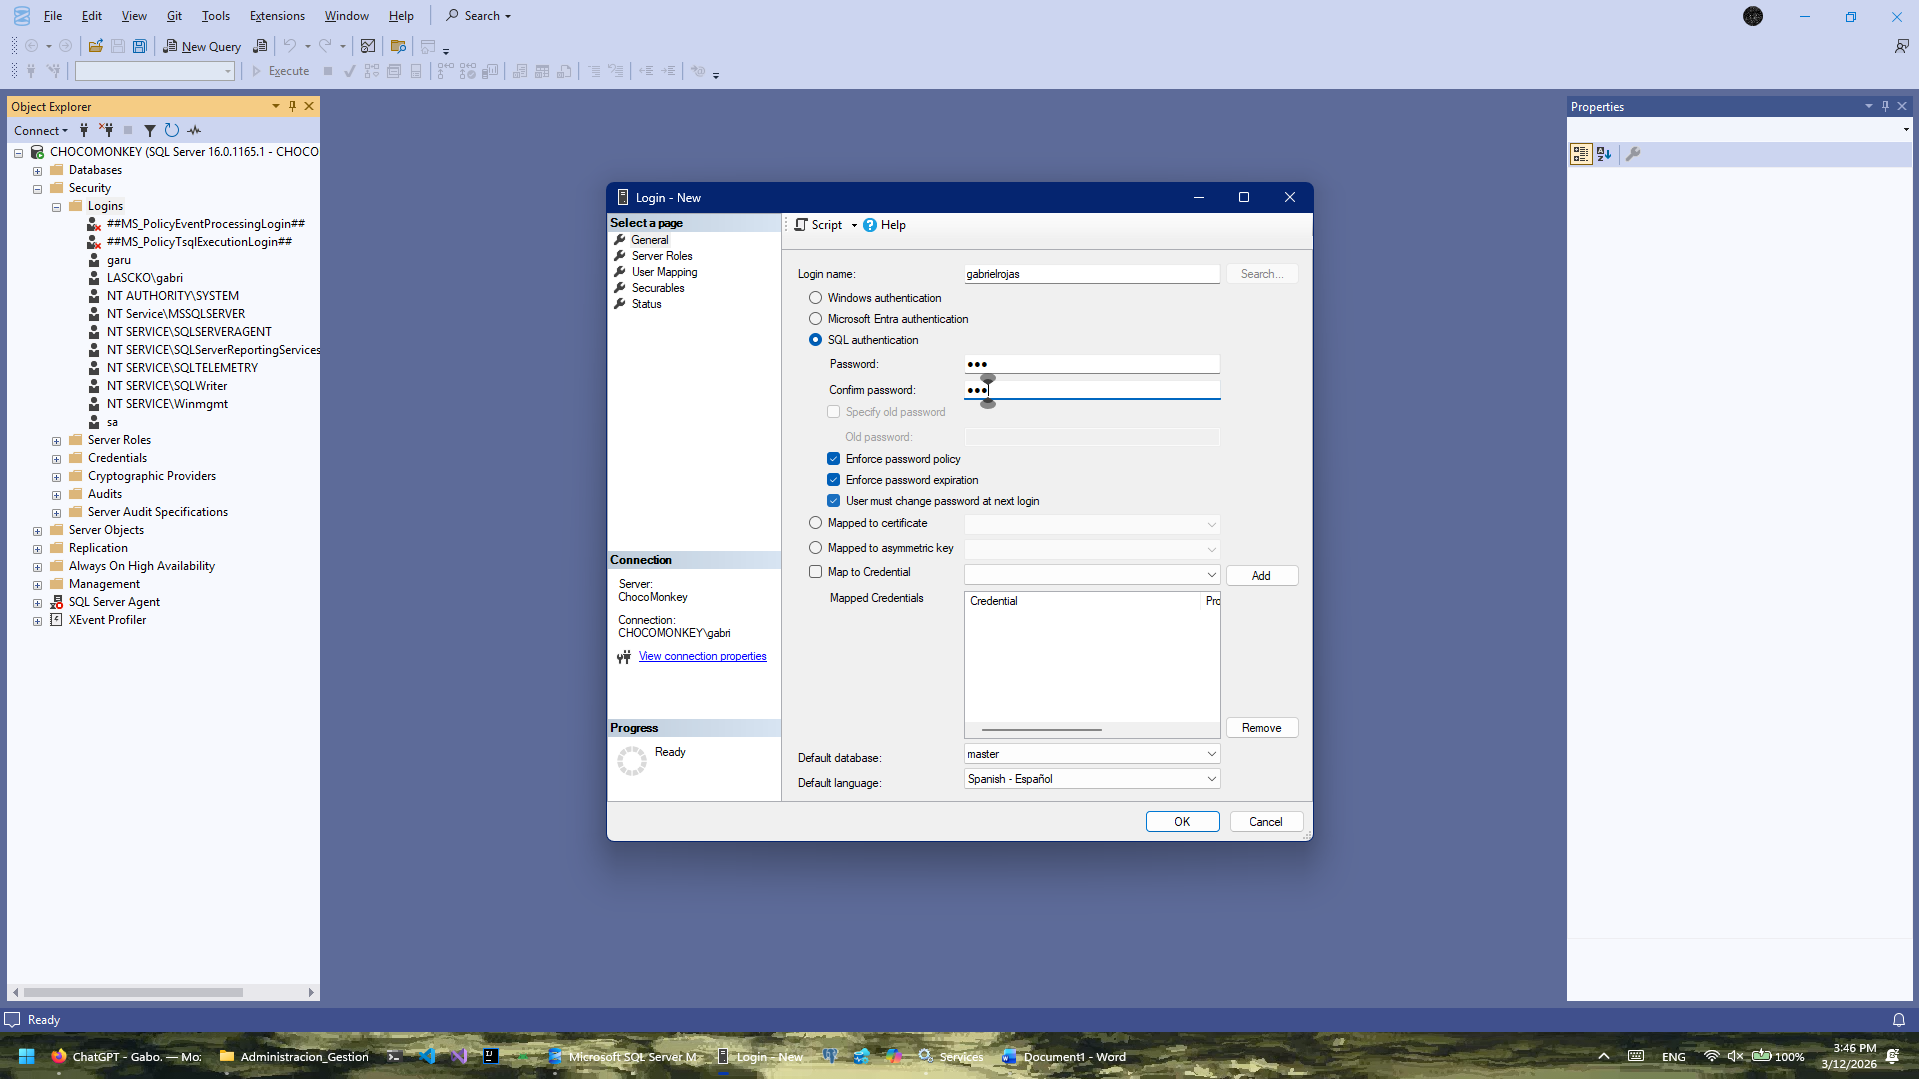 File Edit View Git Tools Extensions Window Help Search
New Query
Execute
Object Explorer
Connect
CHOCOMONKEY (SQL Server 16.0.1165.1 - CHOCO
Databases
Security
Logins
##MS_PolicyEventProcessingLogin##
##MS_PolicyTsqlExecutionLogin##
garu
LASCKO\gabri
NT AUTHORITY\SYSTEM
NT Service\MSSQLSERVER
NT SERVICE\SQLSERVERAGENT
NT SERVICE\SQLServerReportingServices
NT SERVICE\SQLTELEMETRY
NT SERVICE\SQLWriter
NT SERVICE\Winmgmt
sa
Server Roles
Credentials
Cryptographic Providers
Audits
Server Audit Specifications
Server Objects
Replication
Always On High Availability
Management
SQL Server Agent
XEvent Profiler
Login - New
Select a page
General
Server Roles
User Mapping
Securables
Status
Connection
Server:
ChocoMonkey
Connection:
CHOCOMONKEY\gabri
View connection properties
Progress
Ready
Script Help
Login name: gabrielrojas Search...
Windows authentication
Microsoft Entra authentication
SQL authentication
Password: •••
Confirm password: •••
Specify old password
Old password:
Enforce password policy
Enforce password expiration
User must change password at next login
Mapped to certificate
Mapped to asymmetric key
Map to Credential Add
Mapped Credentials Credential Pro
Remove
Default database: master
Default language: Spanish - Español
OK Cancel
Properties
Ready
ChatGPT - Gabo. — Mo: Administracion_Gestion Microsoft SQL Server M Login - New Services Document1 - Word ENG 100% 3:46 PM
3/12/2026